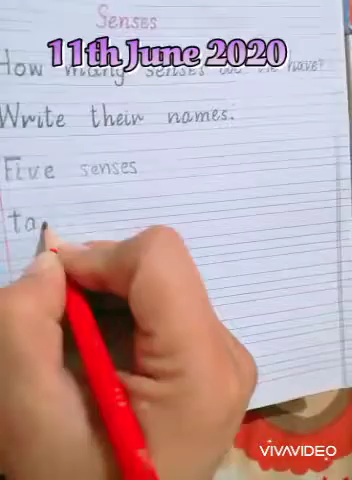 Senses
11th June 2020
How many senses do we have?
Write their names.
Five senses
ta
VIVAVIDEO